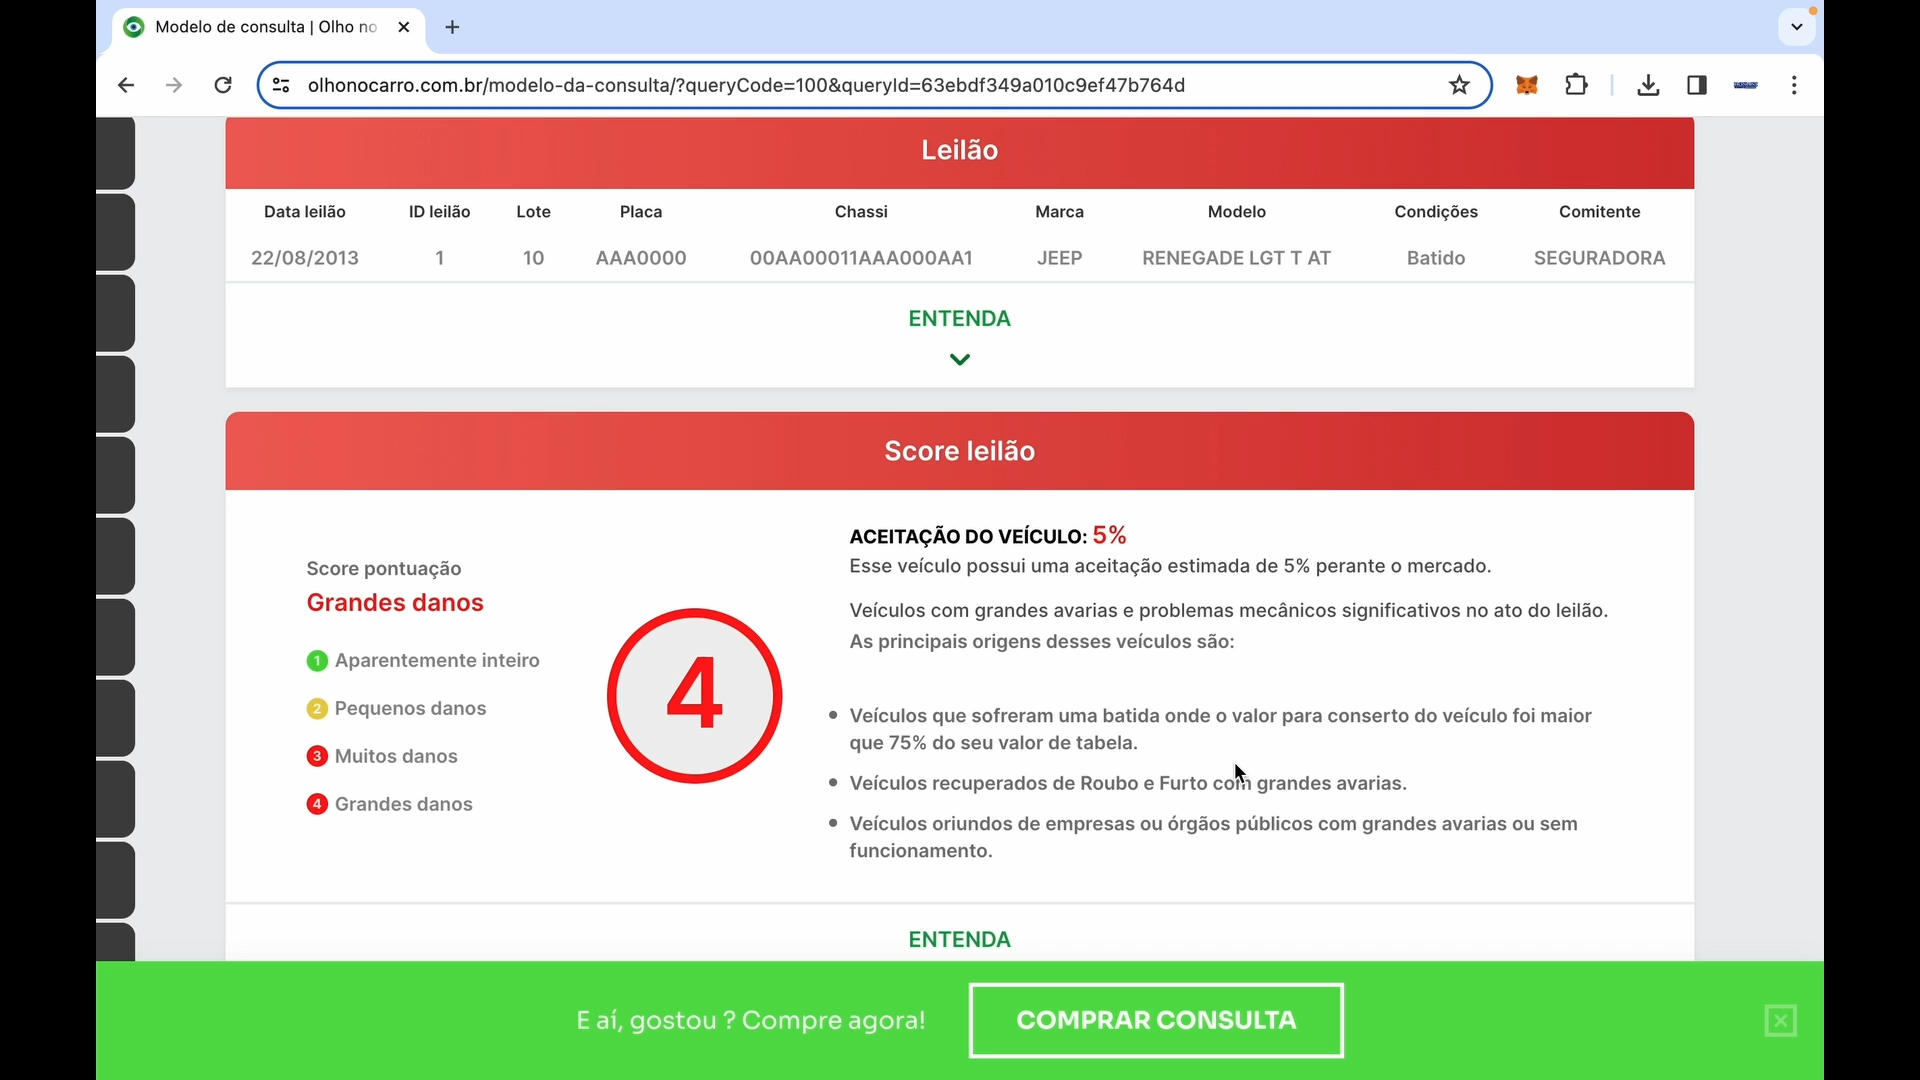 Modelo de consulta | Olho no
olhonocarro.com.br/modelo-da-consulta/?queryCode=100&queryId=63ebdf349a010c9ef47b764d
Leilão
Data leilão ID leilão Lote Placa Chassi Marca Modelo Condições Comitente
22/08/2013 1 10 AAA0000 00AA00011AAA000AA1 JEEP RENEGADE LGT T AT Batido SEGURADORA
ENTENDA
Score leilão
Score pontuação
Grandes danos
1 Aparentemente inteiro
2 Pequenos danos
3 Muitos danos
4 Grandes danos
4
ACEITAÇÃO DO VEÍCULO: 5%
Esse veículo possui uma aceitação estimada de 5% perante o mercado.
Veículos com grandes avarias e problemas mecânicos significativos no ato do leilão.
As principais origens desses veículos são:
Veículos que sofreram uma batida onde o valor para conserto do veículo foi maior
que 75% do seu valor de tabela.
Veículos recuperados de Roubo e Furto com grandes avarias.
Veículos oriundos de empresas ou órgãos públicos com grandes avarias ou sem
funcionamento.
ENTENDA
E aí, gostou ? Compre agora!
COMPRAR CONSULTA